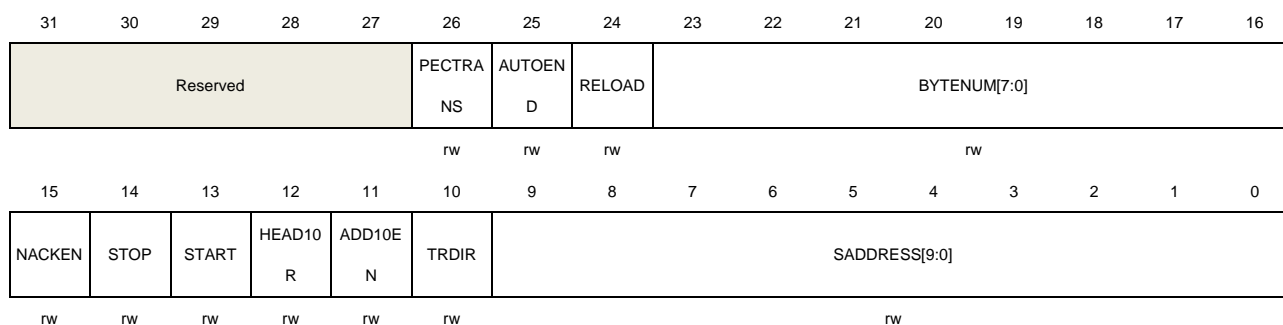 31 30 29 28 27 26 25 24 23 22 21 20 19 18 17 16
Reserved
PECTRA
NS
AUTOEN
D
RELOAD
BYTENUM[7:0]
rw rw rw rw
15 14 13 12 11 10 9 8 7 6 5 4 3 2 1 0
NACKEN
STOP
START
HEAD10
R
ADD10E
N
TRDIR
SADDRESS[9:0]
rw rw rw rw rw rw rw